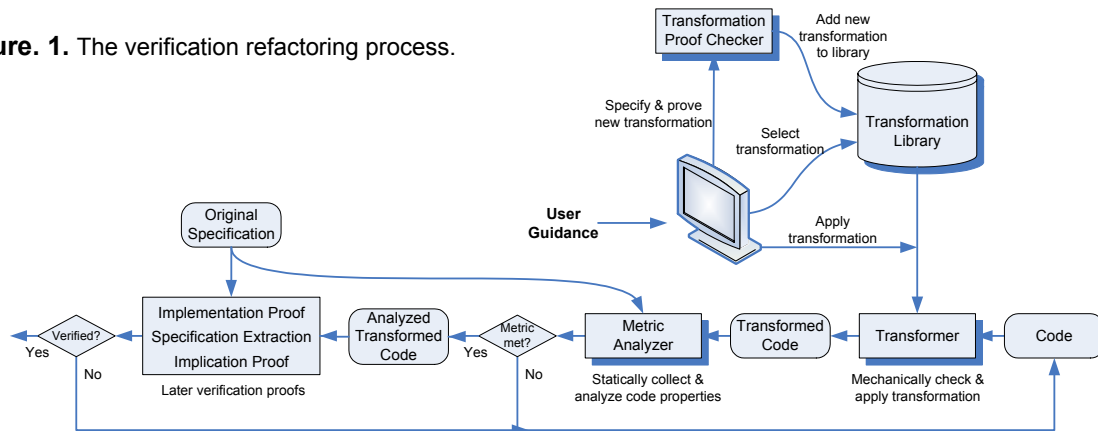 ure. 1. The verification refactoring process.
Transformation
Proof Checker
Add new
transformation
to library
Specify & prove
new transformation
Select
transformation
Transformation
Library
User
Guidance
Apply
transformation
Original
Specification
Verified?
Yes
No
Implementation Proof
Specification Extraction
Implication Proof
Later verification proofs
Analyzed
Transformed
Code
Metric
met?
Yes
No
Metric
Analyzer
Statically collect &
analyze code properties
Transformed
Code
Transformer
Mechanically check &
apply transformation
Code